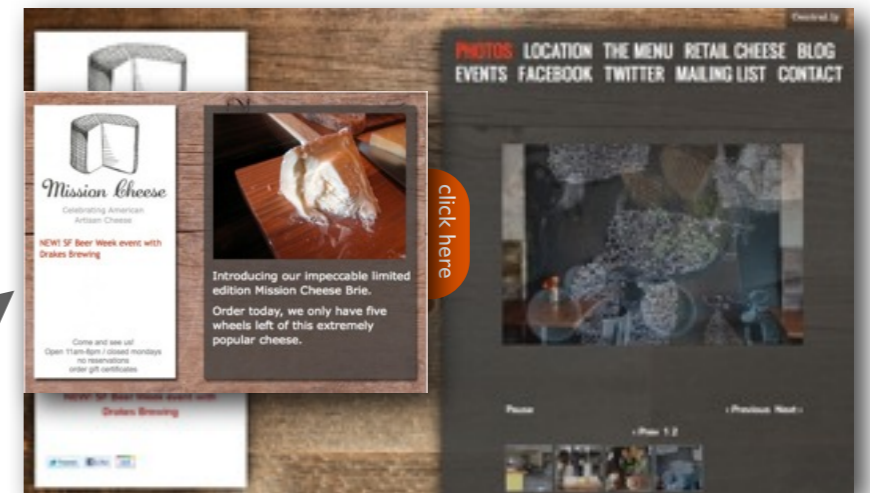 Central.ly
PHOTOS LOCATION THE MENU RETAIL CHEESE BLOG
EVENTS FACEBOOK TWITTER MAILING LIST CONTACT
Mission Cheese
Celebrating American
Artisan Cheese
NEW! SF Beer Week event with
Drakes Brewing
Come and see us!
Open 11am-8pm / closed mondays
no reservations
order gift certificates
Introducing our impeccable limited
edition Mission Cheese Brie.
Order today, we only have five
wheels left of this extremely
popular cheese.
click here
NEW! SF Beer Week event with
Drakes Brewing
Pause
‹ Previous Next ›
‹ Prev 1 2